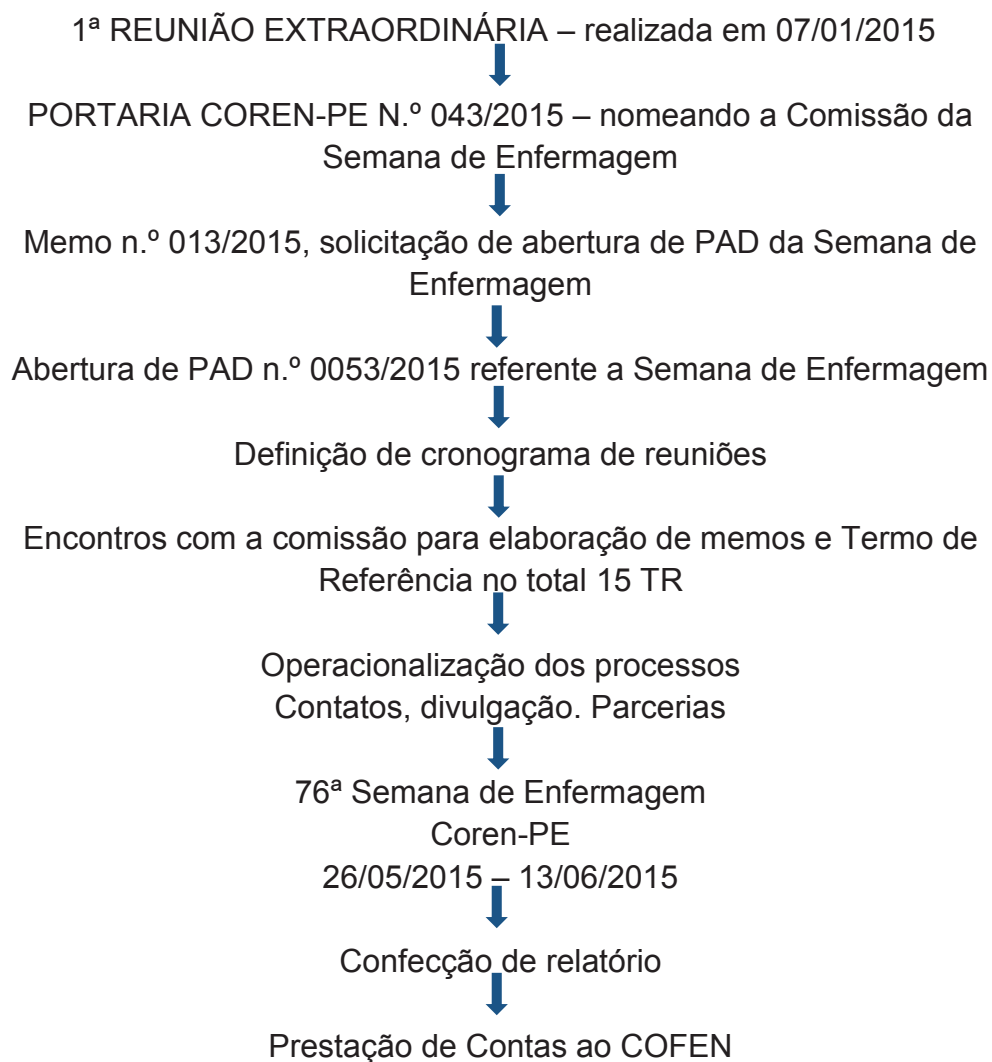 1ª REUNIÃO EXTRAORDINÁRIA – realizada em 07/01/2015
PORTARIA COREN-PE N.º 043/2015 – nomeando a Comissão da
Semana de Enfermagem
Memo n.º 013/2015, solicitação de abertura de PAD da Semana de
Enfermagem
Abertura de PAD n.º 0053/2015 referente a Semana de Enfermagem
Definição de cronograma de reuniões
Encontros com a comissão para elaboração de memos e Termo de
Referência no total 15 TR
Operacionalização dos processos
Contatos, divulgação. Parcerias
76ª Semana de Enfermagem
Coren-PE
26/05/2015 – 13/06/2015
Confecção de relatório
Prestação de Contas ao COFEN